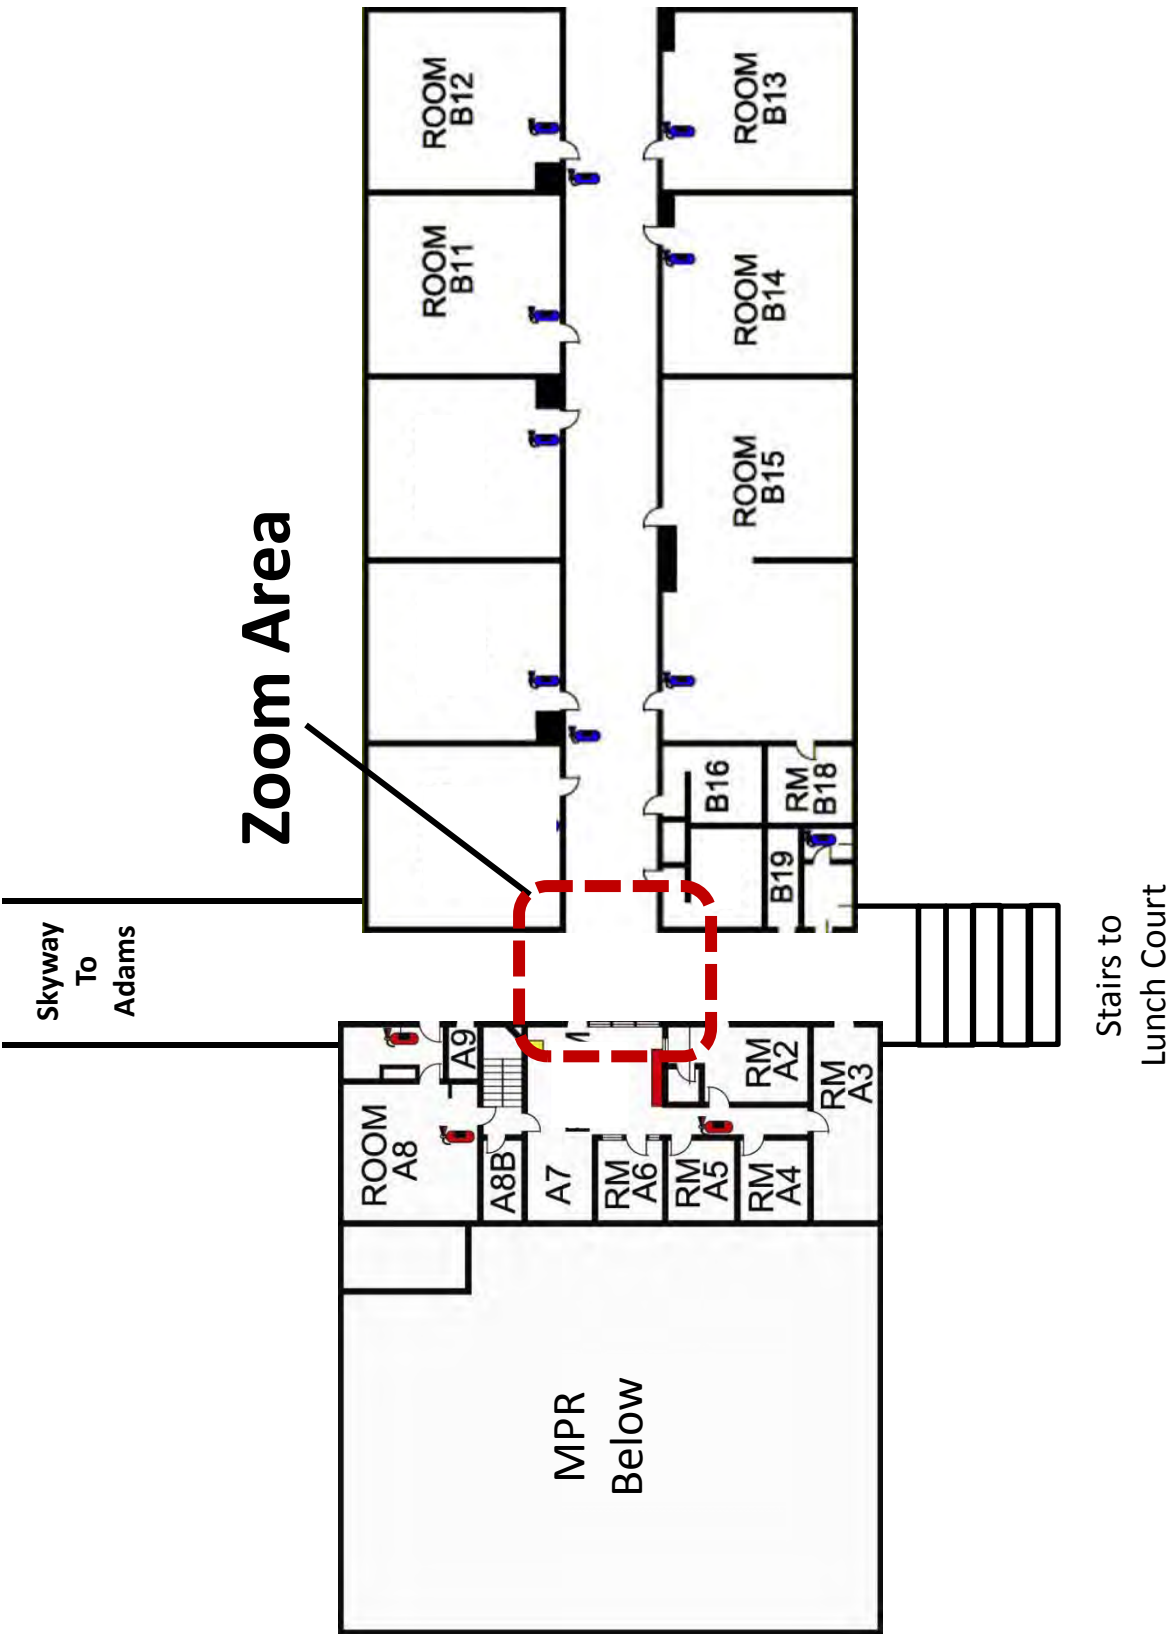 Skyway
To
Adams
Zoom Area
ROOM
B12
ROOM
B11
ROOM
B13
ROOM
B14
ROOM
B15
B16
RM
B18
B19
Stairs to
Lunch Court
A9
ROOM
A8
A8B
A7
RM
A6
RM
A5
RM
A4
RM
A2
RM
A3
MPR
Below